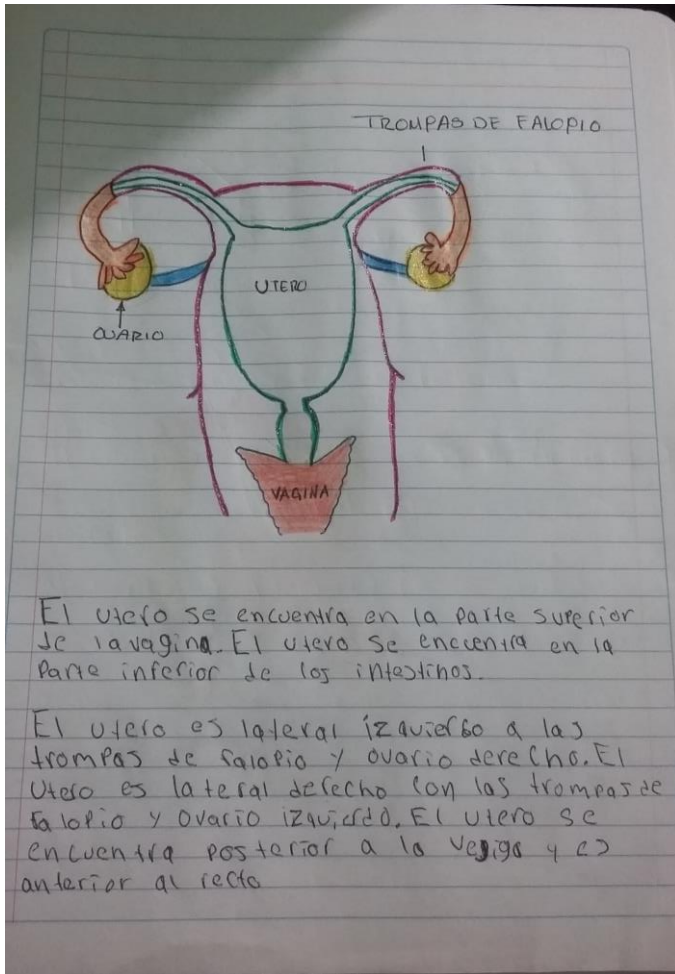 TROMPAS DE FALOPIO
UTERO
OVARIO
VAGINA
El utero se encuentra en la parte superior
de la vagina. El utero se encuentra en la
parte inferior de los intestinos.
El utero es lateral izquierdo a las
trompas de falopio y ovario derecho. El
utero es lateral derecho con las trompas de
falopio y ovario izquierdo. El utero se
encuentra posterior a la vegiga y es
anterior al recto